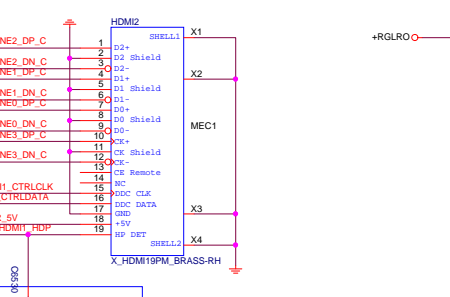 HDMI2
SHELL1 X1
+RGLRO
NE2_DP_C 1 D2+
2 D2 Shield
NE2_DN_C 3 D2-
NE1_DP_C 4 D1+
X2
5 D1 Shield
NE1_DN_C 6 D1-
NE0_DP_C 7 D0+
8 D0 Shield
MEC1
NE0_DN_C 9 D0-
NE3_DP_C 10 CK+
11 CK Shield
NE3_DN_C 12 CK-
13 CE Remote
14 NC
I1_CTRLCLK 15 DDC CLK
CTRLDATA 16 DDC DATA
17 GND X3
_5V 18 +5V
HDMI1_HDP 19 HP DET
SHELL2 X4
X_HDMI19PM_BRASS-RH
C6530